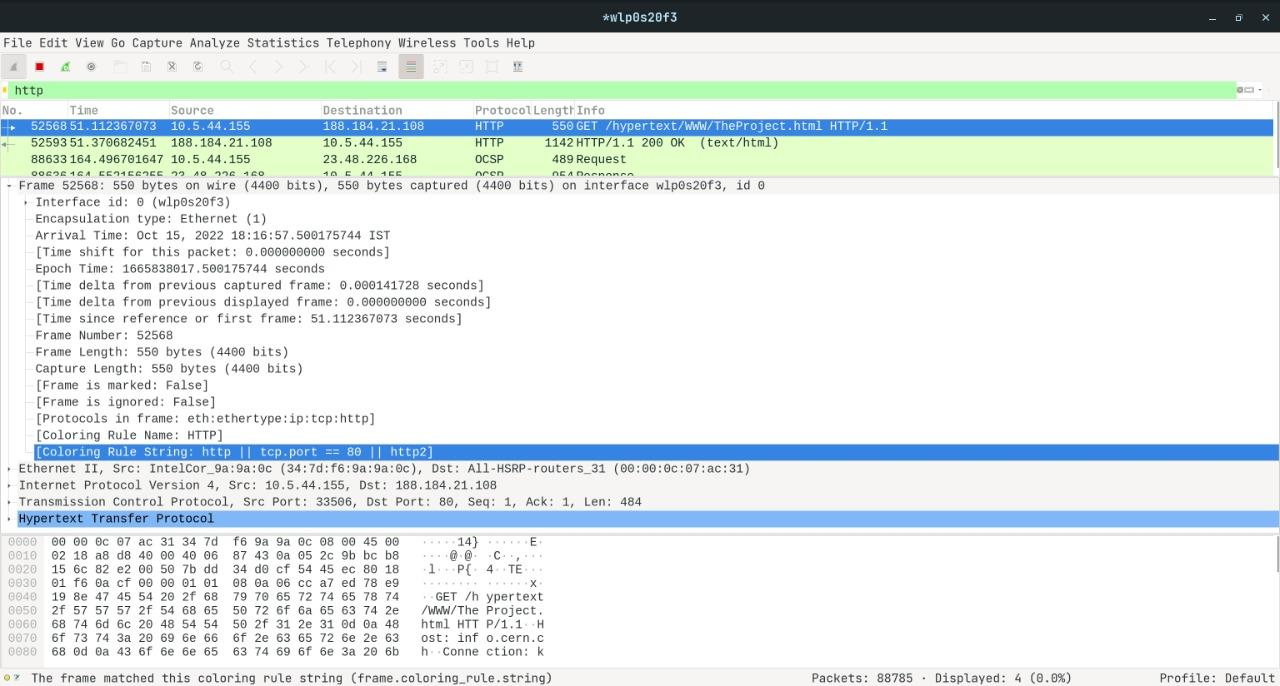 *wlp0s20f3
File Edit View Go Capture Analyze Statistics Telephony Wireless Tools Help
http
No. Time Source Destination Protocol Length Info
52568 51.112367073 10.5.44.155 188.184.21.108 HTTP 550 GET /hypertext/WWW/TheProject.html HTTP/1.1
52593 51.370682451 188.184.21.108 10.5.44.155 HTTP 1142 HTTP/1.1 200 OK (text/html)
88633 164.496701647 10.5.44.155 23.48.226.168 OCSP 489 Request
Frame 52568: 550 bytes on wire (4400 bits), 550 bytes captured (4400 bits) on interface wlp0s20f3, id 0
Interface id: 0 (wlp0s20f3)
Encapsulation type: Ethernet (1)
Arrival Time: Oct 15, 2022 18:16:57.500175744 IST
[Time shift for this packet: 0.000000000 seconds]
Epoch Time: 1665838017.500175744 seconds
[Time delta from previous captured frame: 0.000141728 seconds]
[Time delta from previous displayed frame: 0.000000000 seconds]
[Time since reference or first frame: 51.112367073 seconds]
Frame Number: 52568
Frame Length: 550 bytes (4400 bits)
Capture Length: 550 bytes (4400 bits)
[Frame is marked: False]
[Frame is ignored: False]
[Protocols in frame: eth:ethertype:ip:tcp:http]
[Coloring Rule Name: HTTP]
[Coloring Rule String: http || tcp.port == 80 || http2]
Ethernet II, Src: IntelCor_9a:9a:0c (34:7d:f6:9a:9a:0c), Dst: All-HSRP-routers_31 (00:00:0c:07:ac:31)
Internet Protocol Version 4, Src: 10.5.44.155, Dst: 188.184.21.108
Transmission Control Protocol, Src Port: 33506, Dst Port: 80, Seq: 1, Ack: 1, Len: 484
Hypertext Transfer Protocol
0000 00 00 0c 07 ac 31 34 7d f6 9a 9a 0c 08 00 45 00 ·····14} ······E·
0010 02 18 a8 d8 40 00 40 06 87 43 0a 05 2c 9b bc b8 ····@·@· ·C··,···
0020 15 6c 82 e2 00 50 7b dd 34 d0 cf 54 45 ec 80 18 ·l···P{· 4··TE···
0030 01 f6 0a cf 00 00 01 01 08 0a 06 cc a7 ed 78 e9 ········ ······x·
0040 19 8e 47 45 54 20 2f 68 79 70 65 72 74 65 78 74 ··GET /h ypertext
0050 2f 57 57 57 2f 54 68 65 50 72 6f 6a 65 63 74 2e /WWW/The Project.
0060 68 74 6d 6c 20 48 54 54 50 2f 31 2e 31 0d 0a 48 html HTT P/1.1··H
0070 6f 73 74 3a 20 69 6e 66 6f 2e 63 65 72 6e 2e 63 ost: inf o.cern.c
0080 68 0d 0a 43 6f 6e 6e 65 63 74 69 6f 6e 3a 20 6b h··Conne ction: k
The frame matched this coloring rule string (frame.coloring_rule.string) Packets: 88785 · Displayed: 4 (0.0%) Profile: Default